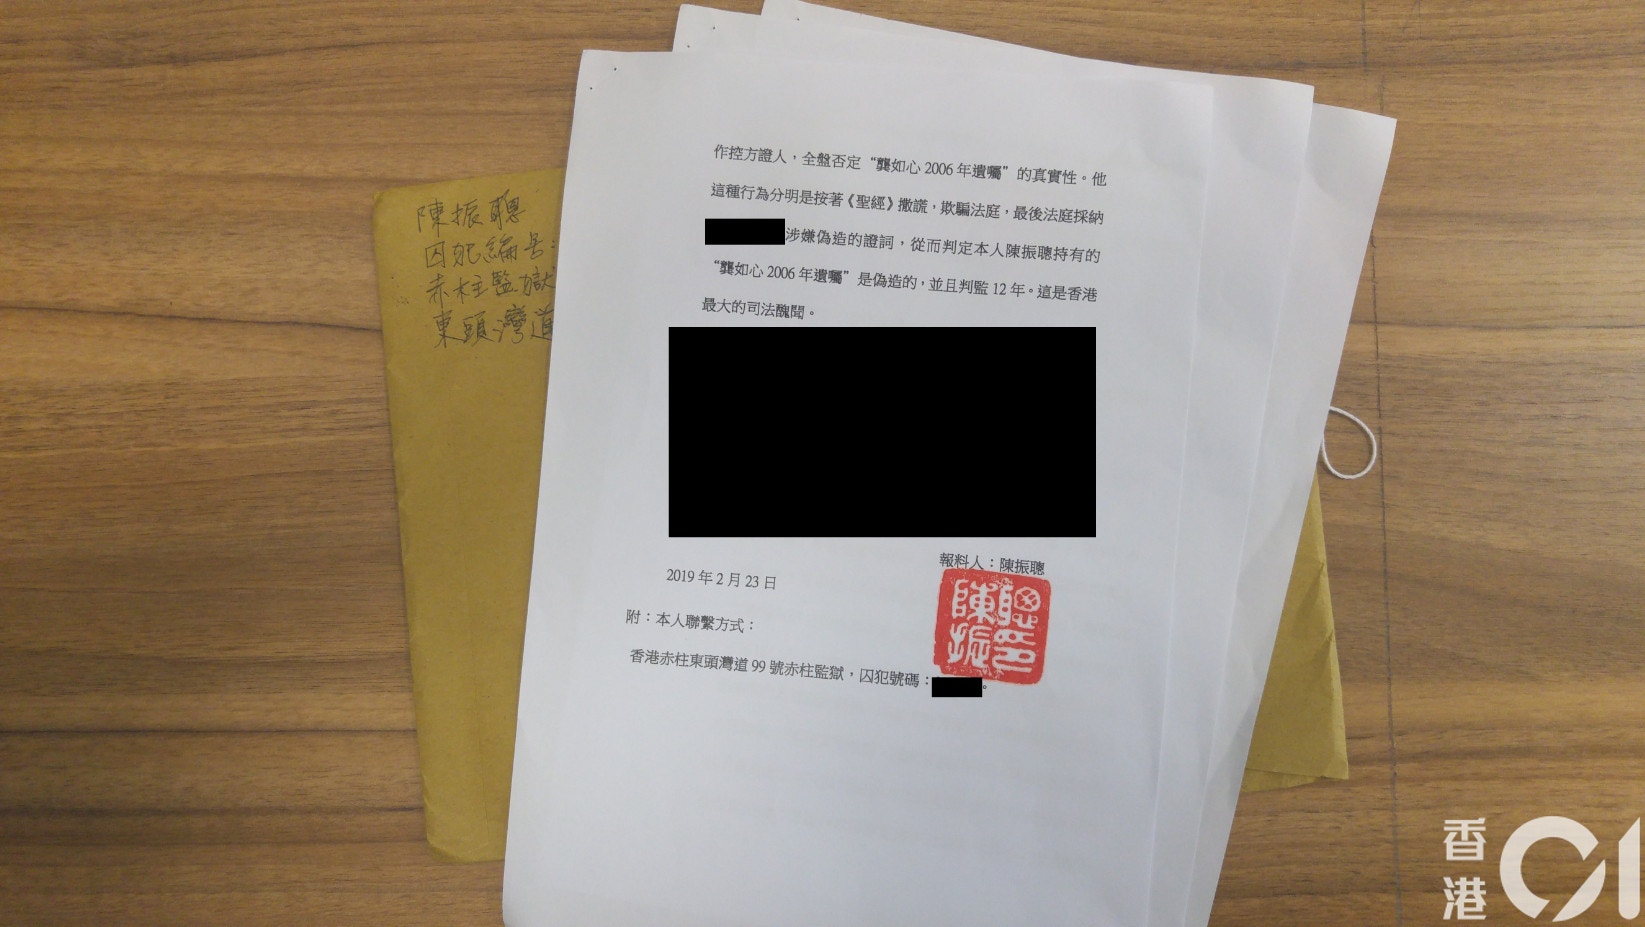 陳振聰
囚犯編号：
赤柱監獄
東頭灣道
作控方證人，全盤否定“龔如心2006年遺囑”的真實性。他
這種行為分明是按著《聖經》撒謊，欺騙法庭，最後法庭採納
涉嫌偽造的證詞，從而判定本人陳振聰持有的
“龔如心2006年遺囑”是偽造的，並且判監12年。這是香港
最大的司法醜聞。
報料人：陳振聰
2019年2月23日
陳振聰印
附：本人聯繫方式：
香港赤柱東頭灣道99號赤柱監獄，囚犯號碼：。
香港01